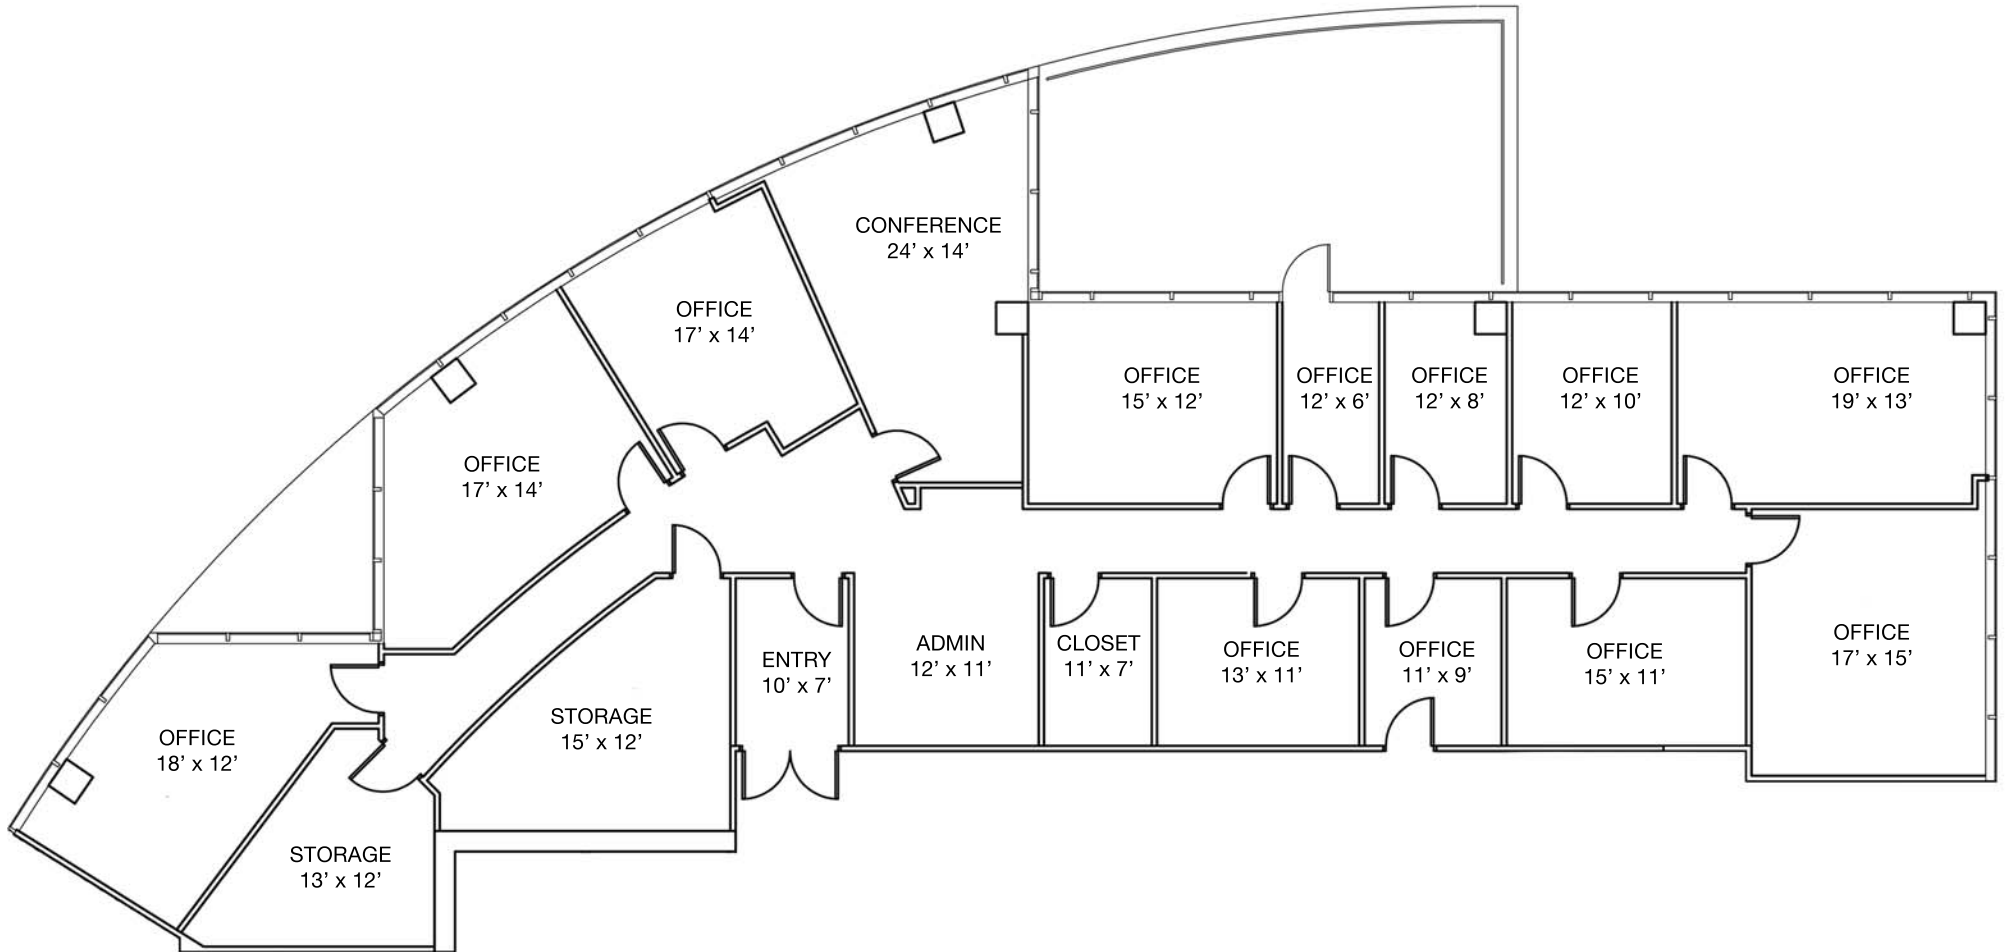 CONFERENCE
24’ x 14’
OFFICE
17’ x 14’
OFFICE
15’ x 12’
OFFICE
12’ x 6’
OFFICE
12’ x 8’
OFFICE
12’ x 10’
OFFICE
19’ x 13’
OFFICE
17’ x 14’
OFFICE
17’ x 15’
ADMIN
12’ x 11’
CLOSET
11’ x 7’
OFFICE
13’ x 11’
OFFICE
11’ x 9’
OFFICE
15’ x 11’
ENTRY
10’ x 7’
STORAGE
15’ x 12’
OFFICE
18’ x 12’
STORAGE
13’ x 12’